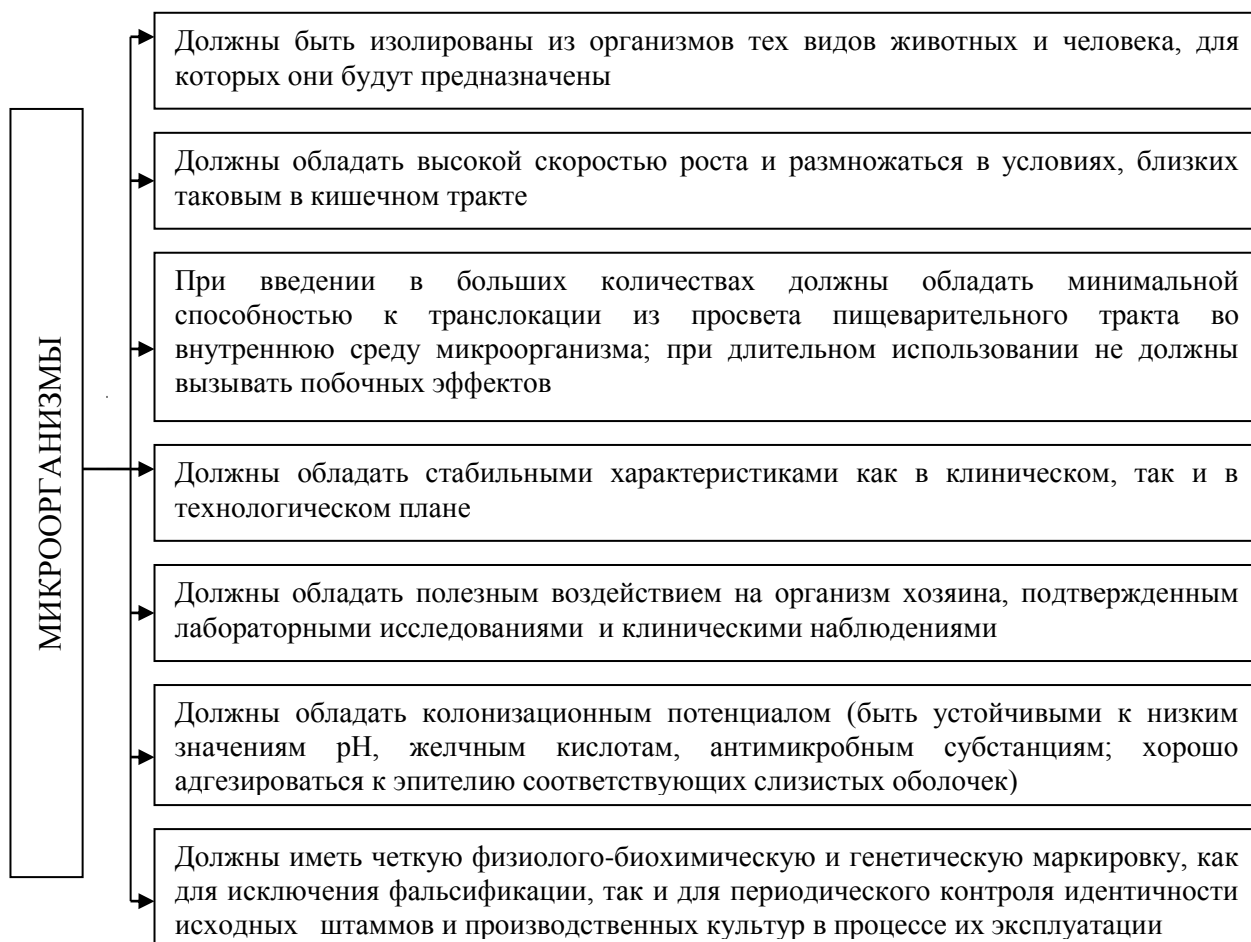 МИКРООРГАНИЗМЫ
Должны быть изолированы из организмов тех видов животных и человека, для
которых они будут предназначены
Должны обладать высокой скоростью роста и размножаться в условиях, близких
таковым в кишечном тракте
При введении в больших количествах должны обладать минимальной
способностью к транслокации из просвета пищеварительного тракта во
внутреннюю среду микроорганизма; при длительном использовании не должны
вызывать побочных эффектов
Должны обладать стабильными характеристиками как в клиническом, так и в
технологическом плане
Должны обладать полезным воздействием на организм хозяина, подтвержденным
лабораторными исследованиями и клиническими наблюдениями
Должны обладать колонизационным потенциалом (быть устойчивыми к низким
значениям pH, желчным кислотам, антимикробным субстанциям; хорошо
адгезироваться к эпителию соответствующих слизистых оболочек)
Должны иметь четкую физиолого-биохимическую и генетическую маркировку, как
для исключения фальсификации, так и для периодического контроля идентичности
исходных штаммов и производственных культур в процессе их эксплуатации